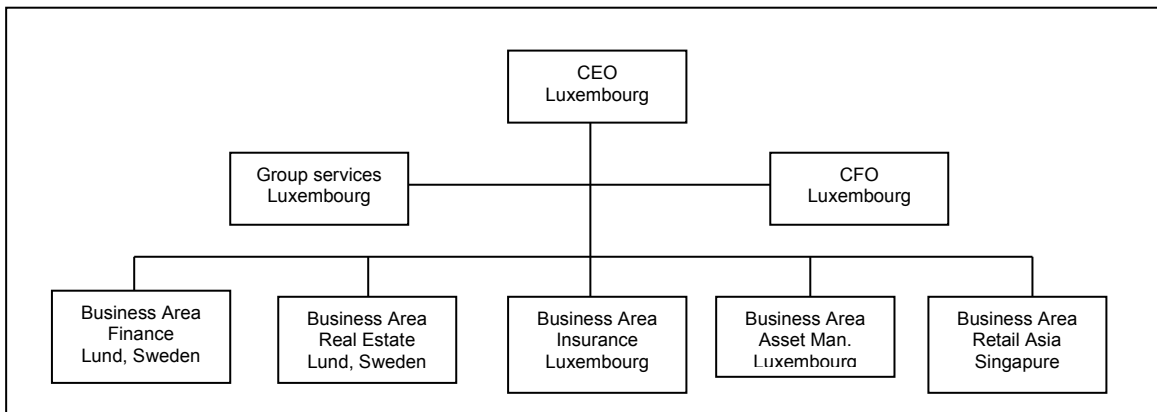 CEO
Luxembourg
Group services
Luxembourg
CFO
Luxembourg
Business Area
Finance
Lund, Sweden
Business Area
Real Estate
Lund, Sweden
Business Area
Insurance
Luxembourg
Business Area
Asset Man.
Luxembourg
Business Area
Retail Asia
Singapore